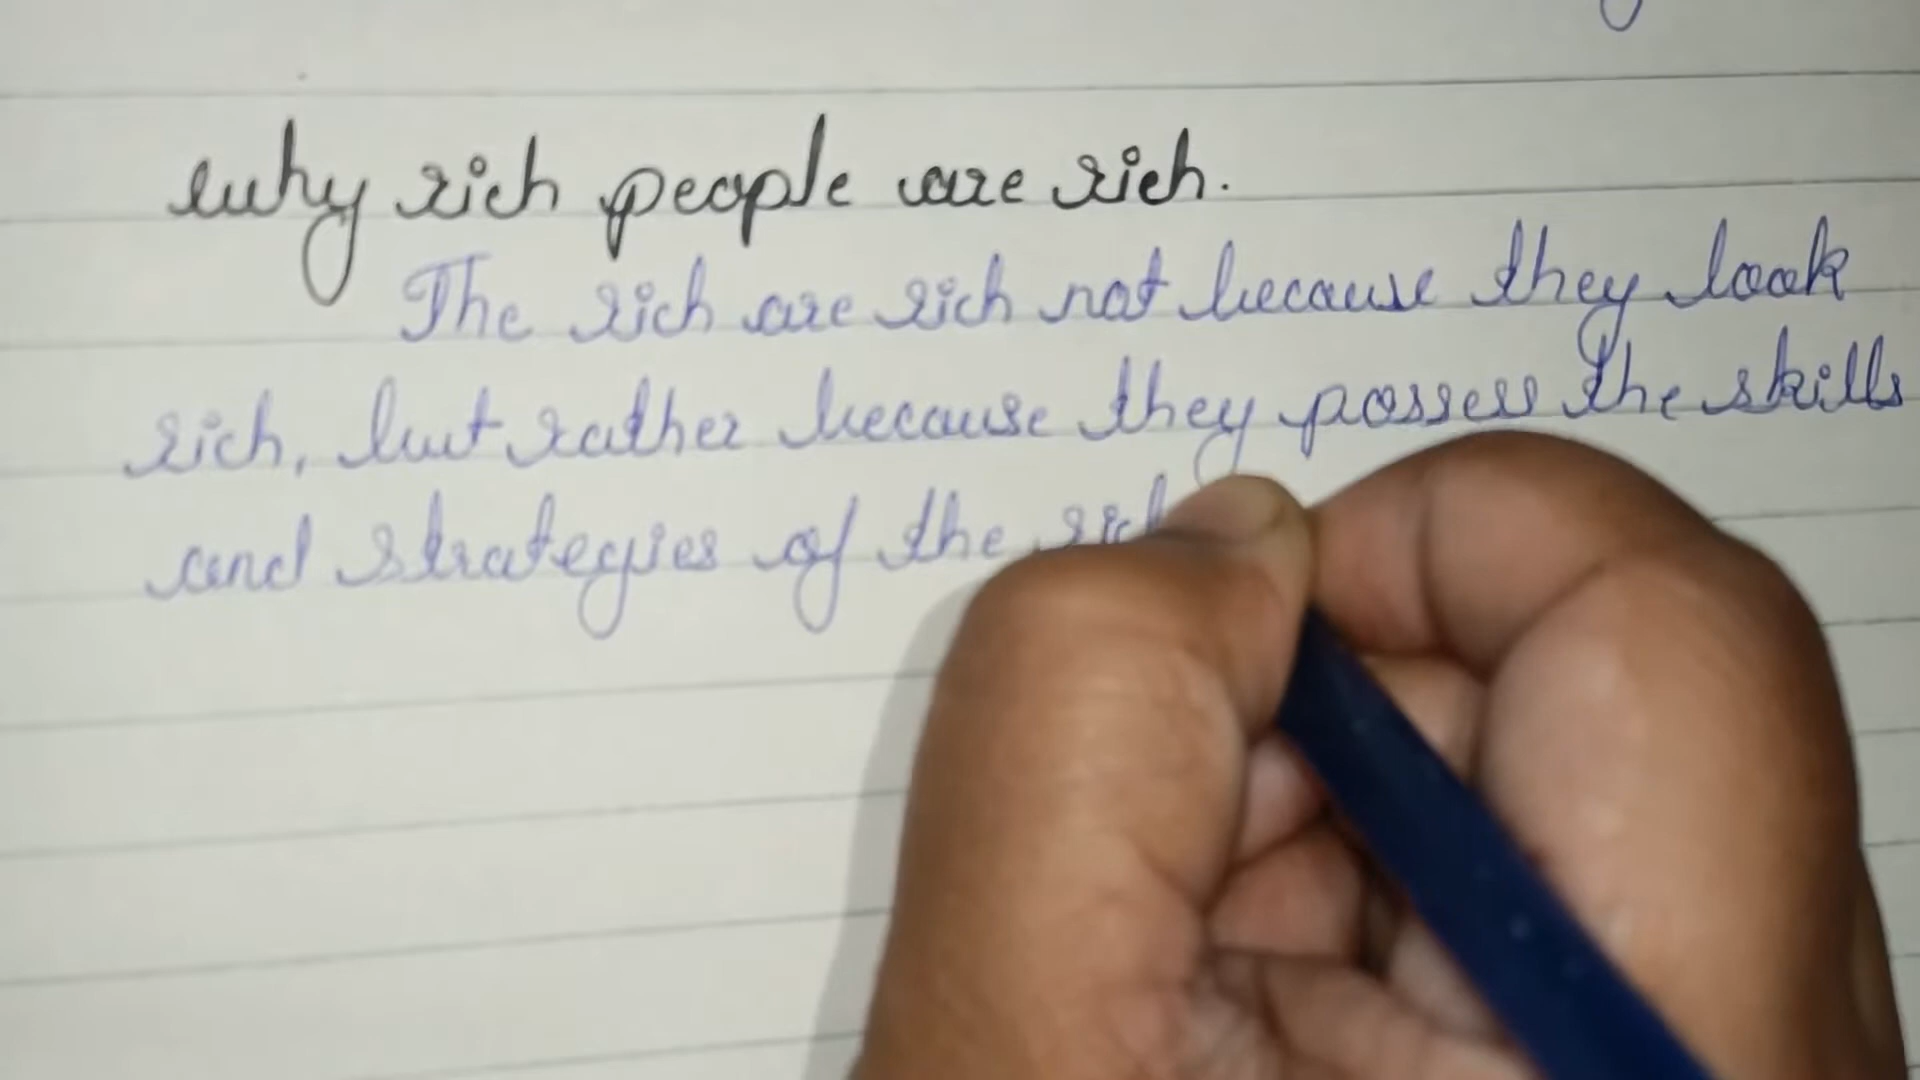 why rich people are rich.
The rich are rich not because they look
rich, but rather because they possess the skills
and strategies of the rich